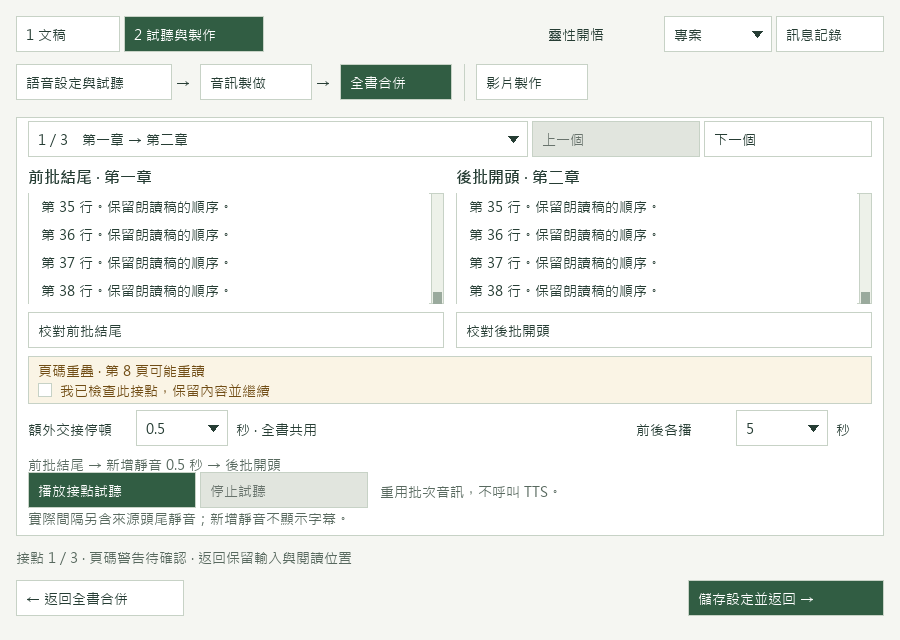 1 文稿
2 試聽與製作
靈性開悟
專案
訊息記錄
語音設定與試聽
→
音訊製做
→
全書合併
影片製作
1 / 3 第一章 → 第二章
上一個
下一個
前批結尾 · 第一章
後批開頭 · 第二章
第 35 行。保留朗讀稿的順序。
第 36 行。保留朗讀稿的順序。
第 37 行。保留朗讀稿的順序。
第 38 行。保留朗讀稿的順序。
第 35 行。保留朗讀稿的順序。
第 36 行。保留朗讀稿的順序。
第 37 行。保留朗讀稿的順序。
第 38 行。保留朗讀稿的順序。
校對前批結尾
校對後批開頭
頁碼重疊 · 第 8 頁可能重讀
我已檢查此接點，保留內容並繼續
額外交接停頓
0.5
秒 · 全書共用
前後各播
5
秒
前批結尾 → 新增靜音 0.5 秒 → 後批開頭
播放接點試聽
停止試聽
重用批次音訊，不呼叫 TTS。
實際間隔另含來源頭尾靜音；新增靜音不顯示字幕。
接點 1 / 3 · 頁碼警告待確認 · 返回保留輸入與閱讀位置
← 返回全書合併
儲存設定並返回 →